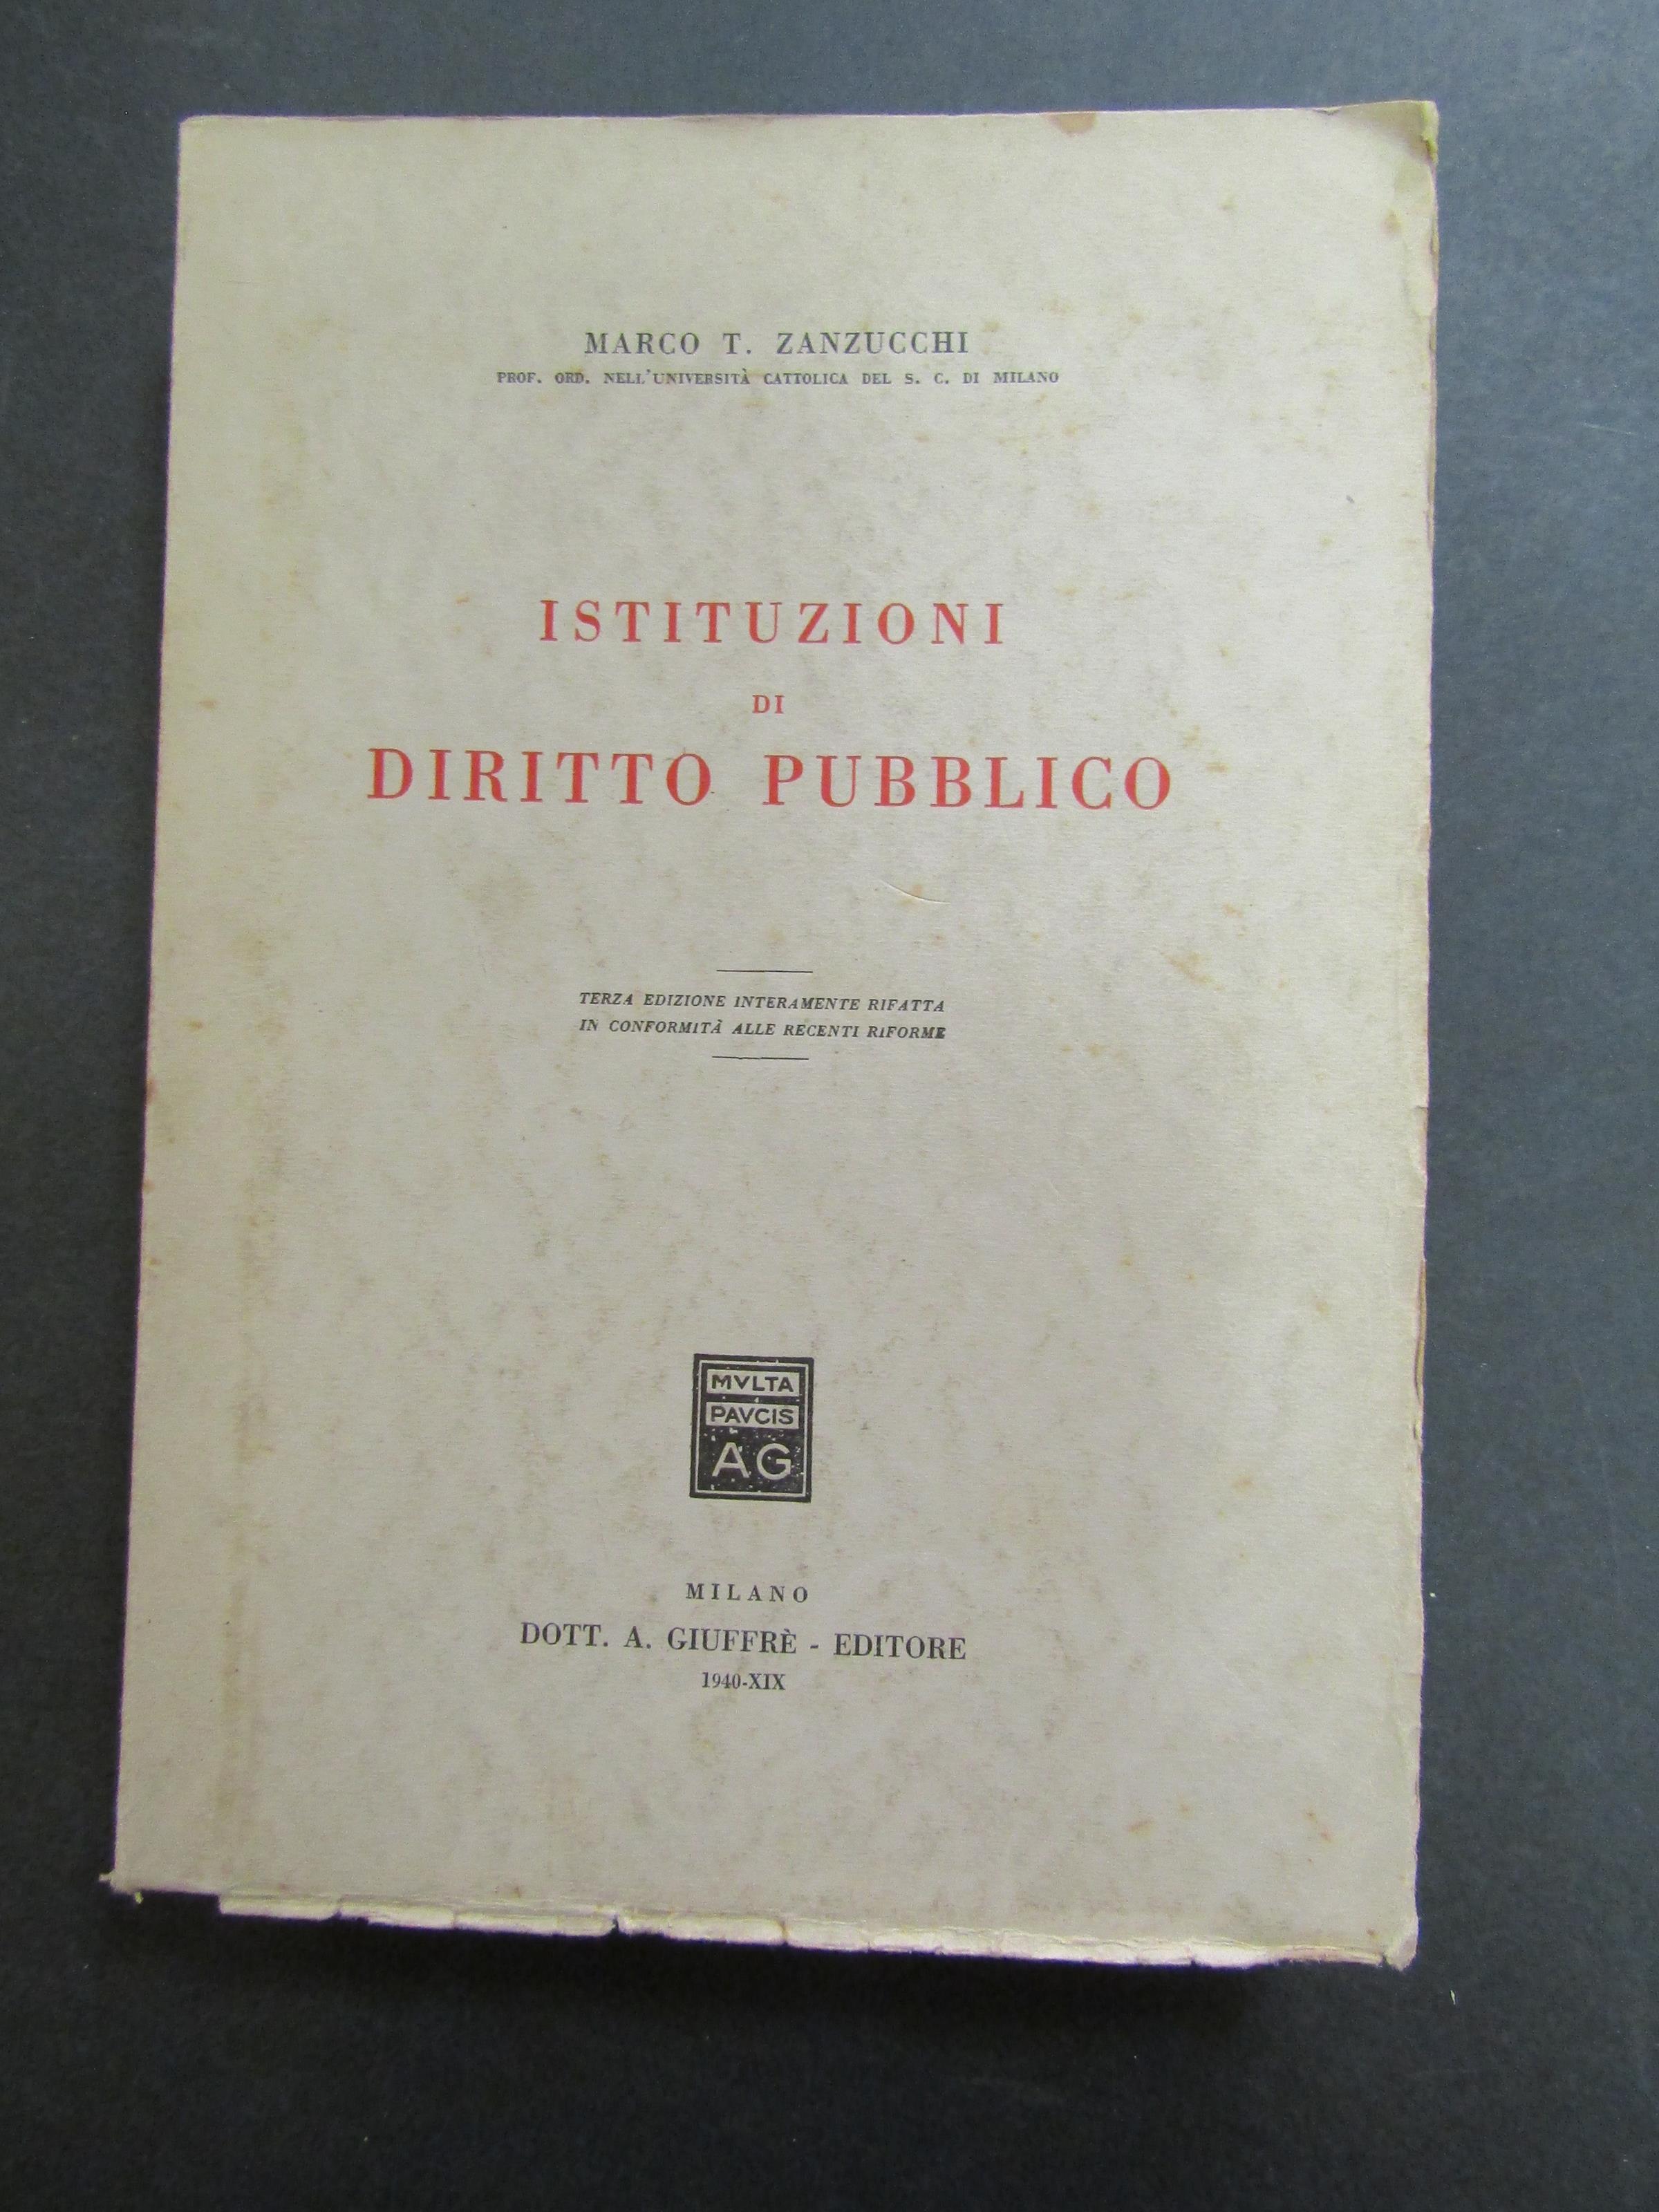 MARCO T. ZANZUCCHI
PROF. ORD. NELL'UNIVERSITÀ CATTOLICA DEL S. C. DI MILANO
ISTITUZIONI
DI
DIRITTO PUBBLICO
TERZA EDIZIONE INTERAMENTE RIFATTA
IN CONFORMITÀ ALLE RECENTI RIFORME
MVLTA
PAVCIS
AG
MILANO
DOTT. A. GIUFFRÈ - EDITORE
1940-XIX